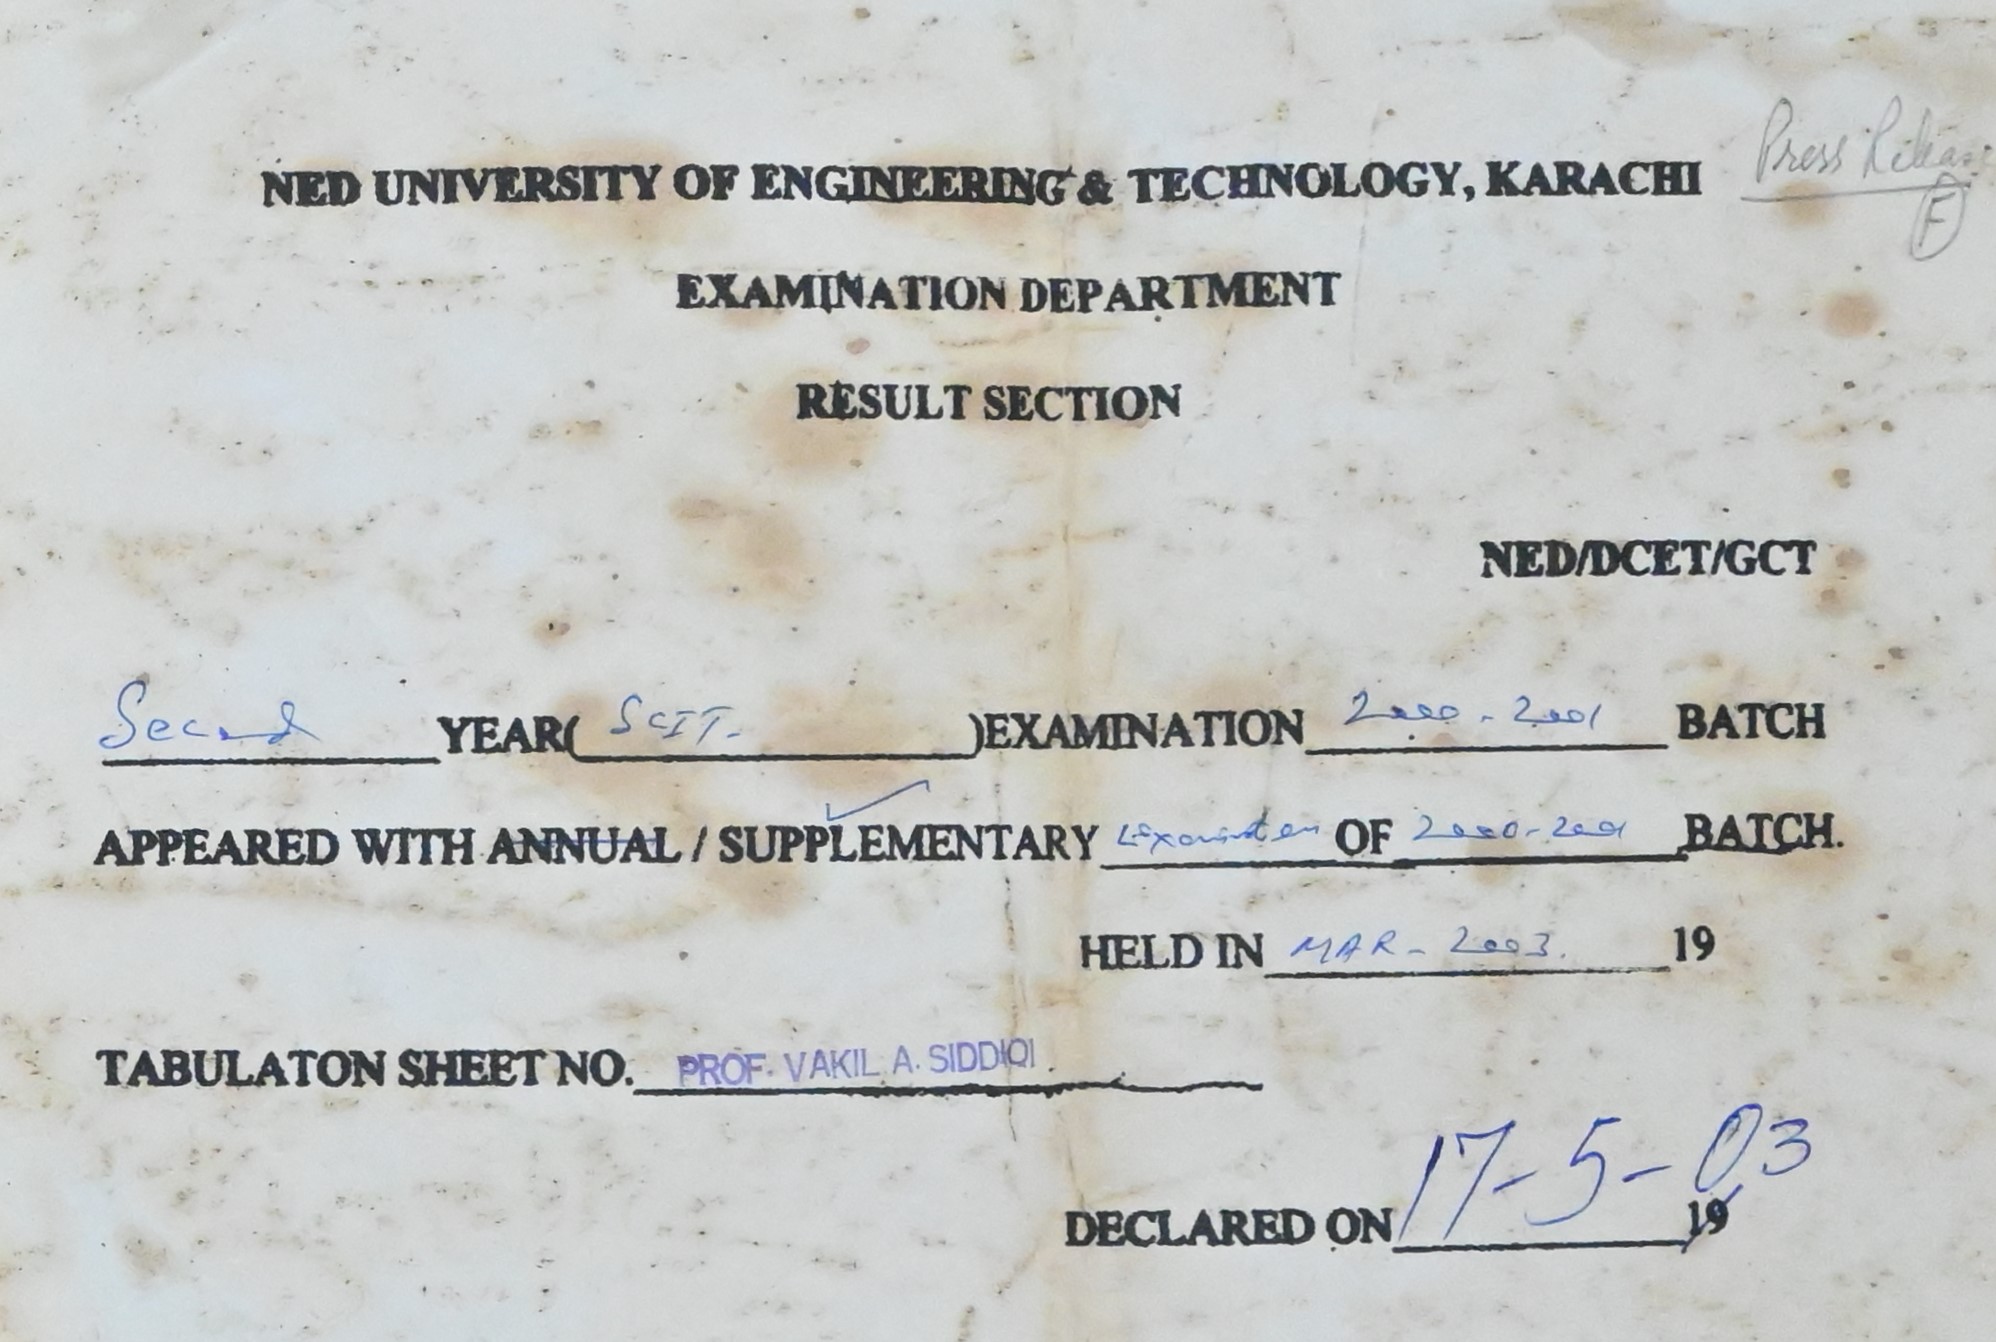 Press Release
NED UNIVERSITY OF ENGINEERING & TECHNOLOGY, KARACHI
F
EXAMINATION DEPARTMENT
RESULT SECTION
NED/DCET/GCT
Second YEAR( SCIT. )EXAMINATION 2000-2001 BATCH
APPEARED WITH ANNUAL / SUPPLEMENTARY Examination OF 2000-2001 BATCH.
HELD IN MAR-2003. 19
TABULATON SHEET NO. PROF. VAKIL A. SIDDIQI.
DECLARED ON 17-5-03 19